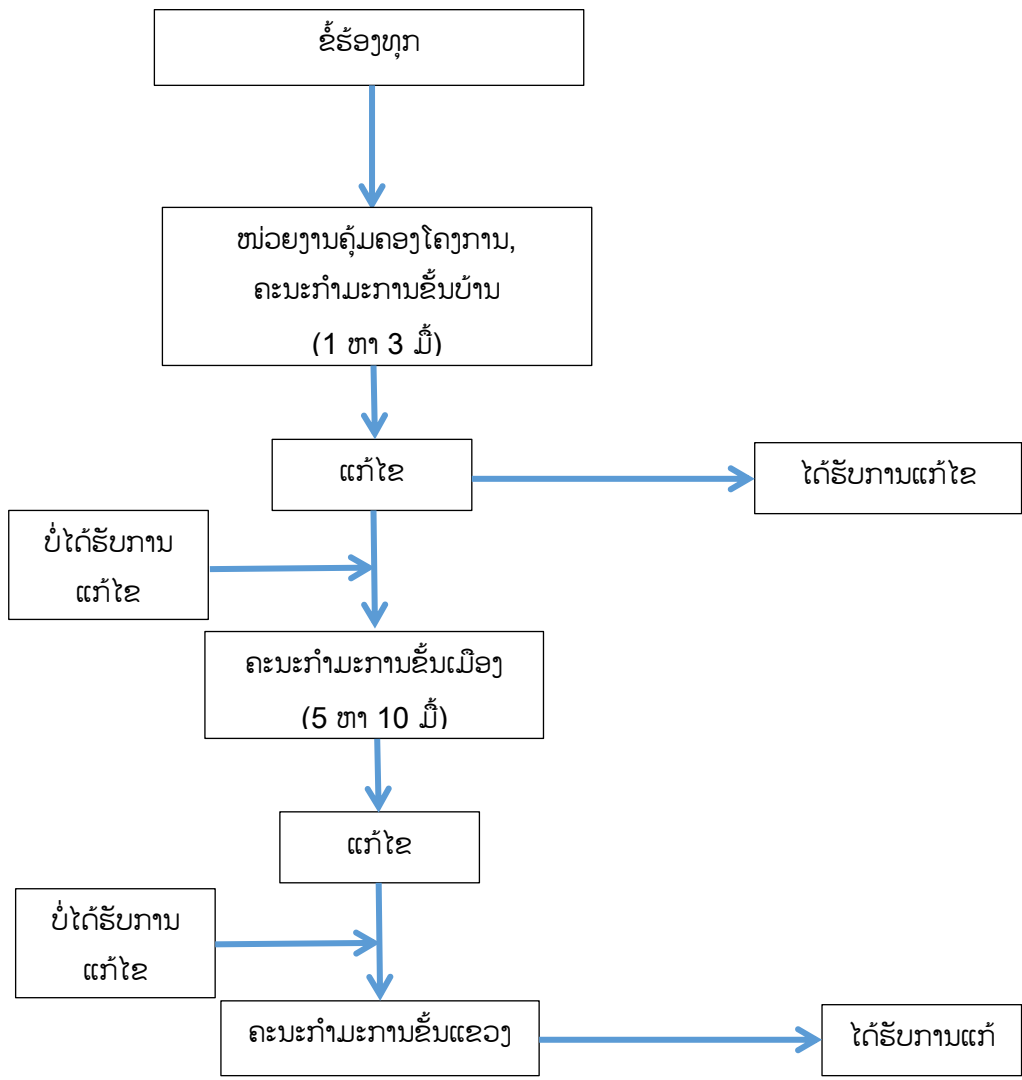 ຂໍ້ຮ້ອງທຸກ
ໜ່ວຍງານຄຸ້ມຄອງໂຄງການ,
ຄະນະກຳມະການຂັ້ນບ້ານ
(1 ຫາ 3 ມື້)
ແກ້ໄຂ
ໄດ້ຮັບການແກ້ໄຂ
ບໍ່ໄດ້ຮັບການ
ແກ້ໄຂ
ຄະນະກຳມະການຂັ້ນເມືອງ
(5 ຫາ 10 ມື້)
ແກ້ໄຂ
ບໍ່ໄດ້ຮັບການ
ແກ້ໄຂ
ຄະນະກຳມະການຂັ້ນແຂວງ
ໄດ້ຮັບການແກ້